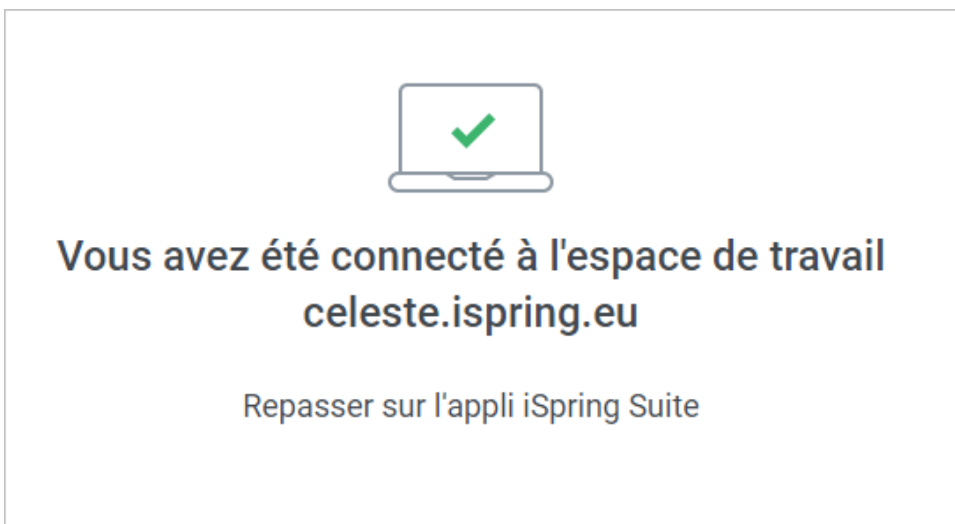 Vous avez été connecté à l'espace de travail
celeste.ispring.eu
Repasser sur l'appli iSpring Suite